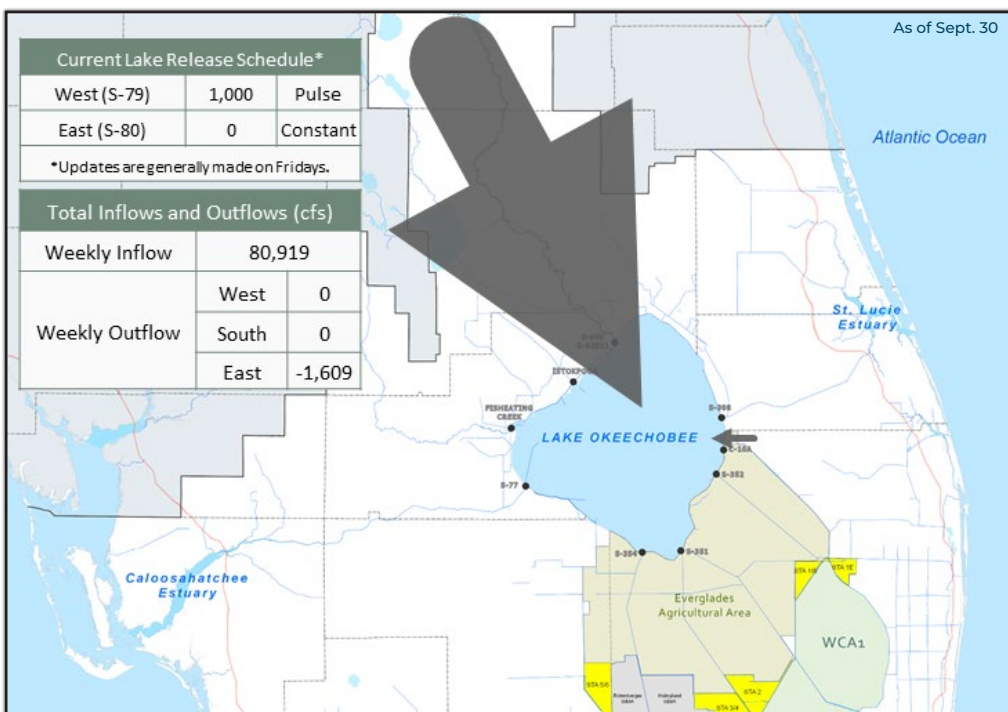 As of Sept. 30
Current Lake Release Schedule*
West (S-79) 1,000 Pulse
East (S-80) 0 Constant
*Updates are generally made on Fridays.
Total Inflows and Outflows (cfs)
Weekly Inflow 80,919
Weekly Outflow
West 0
South 0
East -1,609
Atlantic Ocean
St. Lucie
Estuary
FISHEATING
CREEK
LAKE OKEECHOBEE
S-308
C-10A
S-352
S-77
S-354
S-351
Caloosahatchee
Estuary
Everglades
Agricultural Area
STA 1W
STA 1E
WCA1
STA 5/6
STA 2
STA 3/4